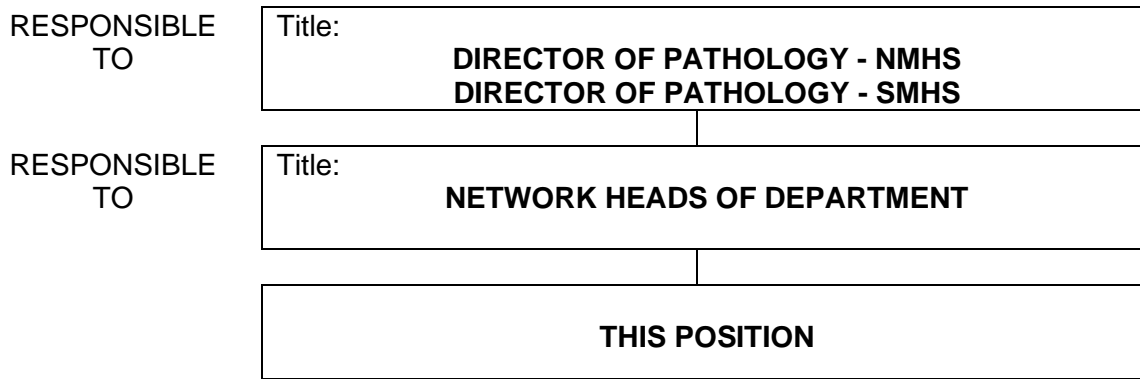 RESPONSIBLE
TO
Title:
DIRECTOR OF PATHOLOGY - NMHS
DIRECTOR OF PATHOLOGY - SMHS
RESPONSIBLE
TO
Title:
NETWORK HEADS OF DEPARTMENT
THIS POSITION